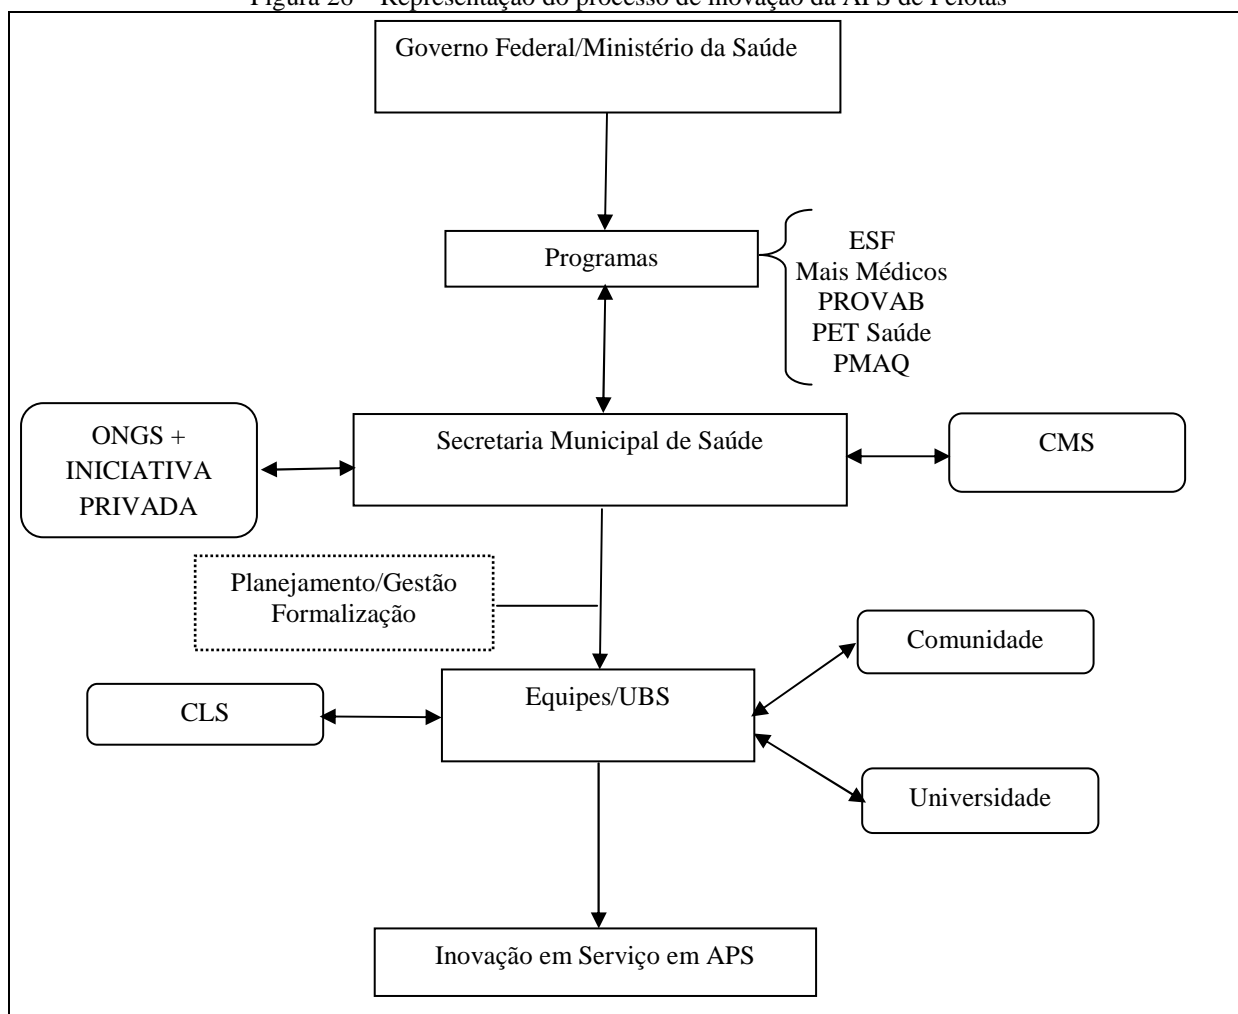 Figura 26 – Representação do processo de inovação da APS de Pelotas
Governo Federal/Ministério da Saúde
Programas
ESF
Mais Médicos
PROVAB
PET Saúde
PMAQ
ONGS +
INICIATIVA
PRIVADA
Secretaria Municipal de Saúde
CMS
Planejamento/Gestão
Formalização
Comunidade
CLS
Equipes/UBS
Universidade
Inovação em Serviço em APS